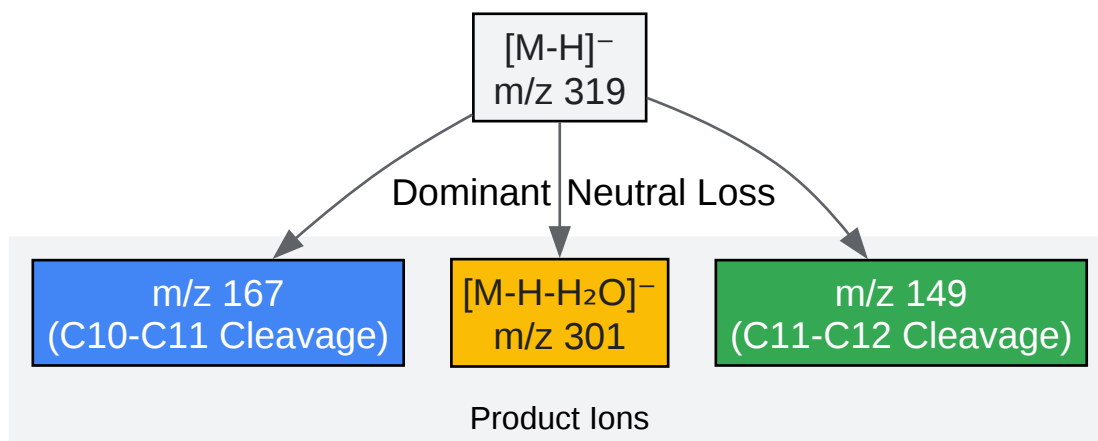 [M-H]⁻
m/z 319
Dominant Neutral Loss
m/z 167
(C10-C11 Cleavage)
[M-H-H₂O]⁻
m/z 301
m/z 149
(C11-C12 Cleavage)
Product Ions